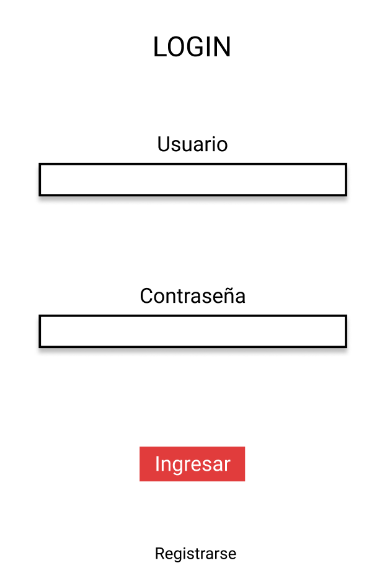 LOGIN
Usuario
Contraseña
Ingresar
Registrarse